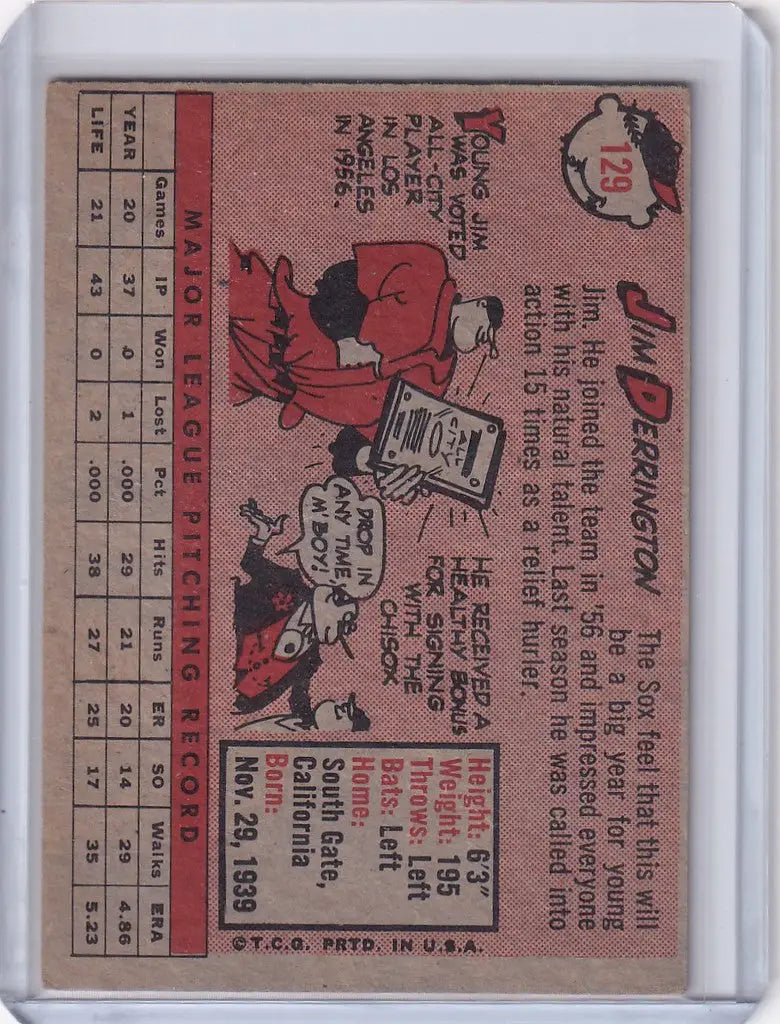 129
JIM DERRINGTON
The Sox feel that this will
be a big year for young
Jim. He joined the team in '56 and impressed everyone
with his natural talent. Last season he was called into
action 15 times as a relief hurler.
YOUNG JIM
WAS VOTED
ALL-CITY
PLAYER
IN LOS
ANGELES
IN 1956.
ALL
CITY
HE RECEIVED A
HEALTHY BONUS
FOR SIGNING
WITH THE
CHISOX
DROP IN
ANY TIME,
M'BOY!
Height: 6'3"
Weight: 195
Throws: Left
Bats: Left
Home:
South Gate,
California
Born:
Nov. 29, 1939
©T.C.G. PRTD. IN U.S.A.
MAJOR LEAGUE PITCHING RECORD
Games IP Won Lost Pct Hits Runs ER SO Walks ERA
YEAR 20 37 0 1 .000 29 21 20 14 29 4.86
LIFE 21 43 0 2 .000 38 27 25 17 35 5.23